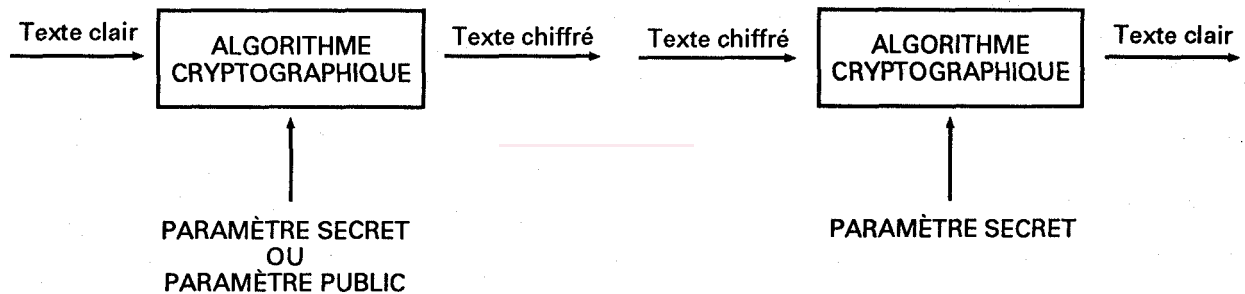 Texte clair
ALGORITHME
CRYPTOGRAPHIQUE
Texte chiffré
PARAMÈTRE SECRET
OU
PARAMÈTRE PUBLIC
Texte chiffré
ALGORITHME
CRYPTOGRAPHIQUE
Texte clair
PARAMÈTRE SECRET